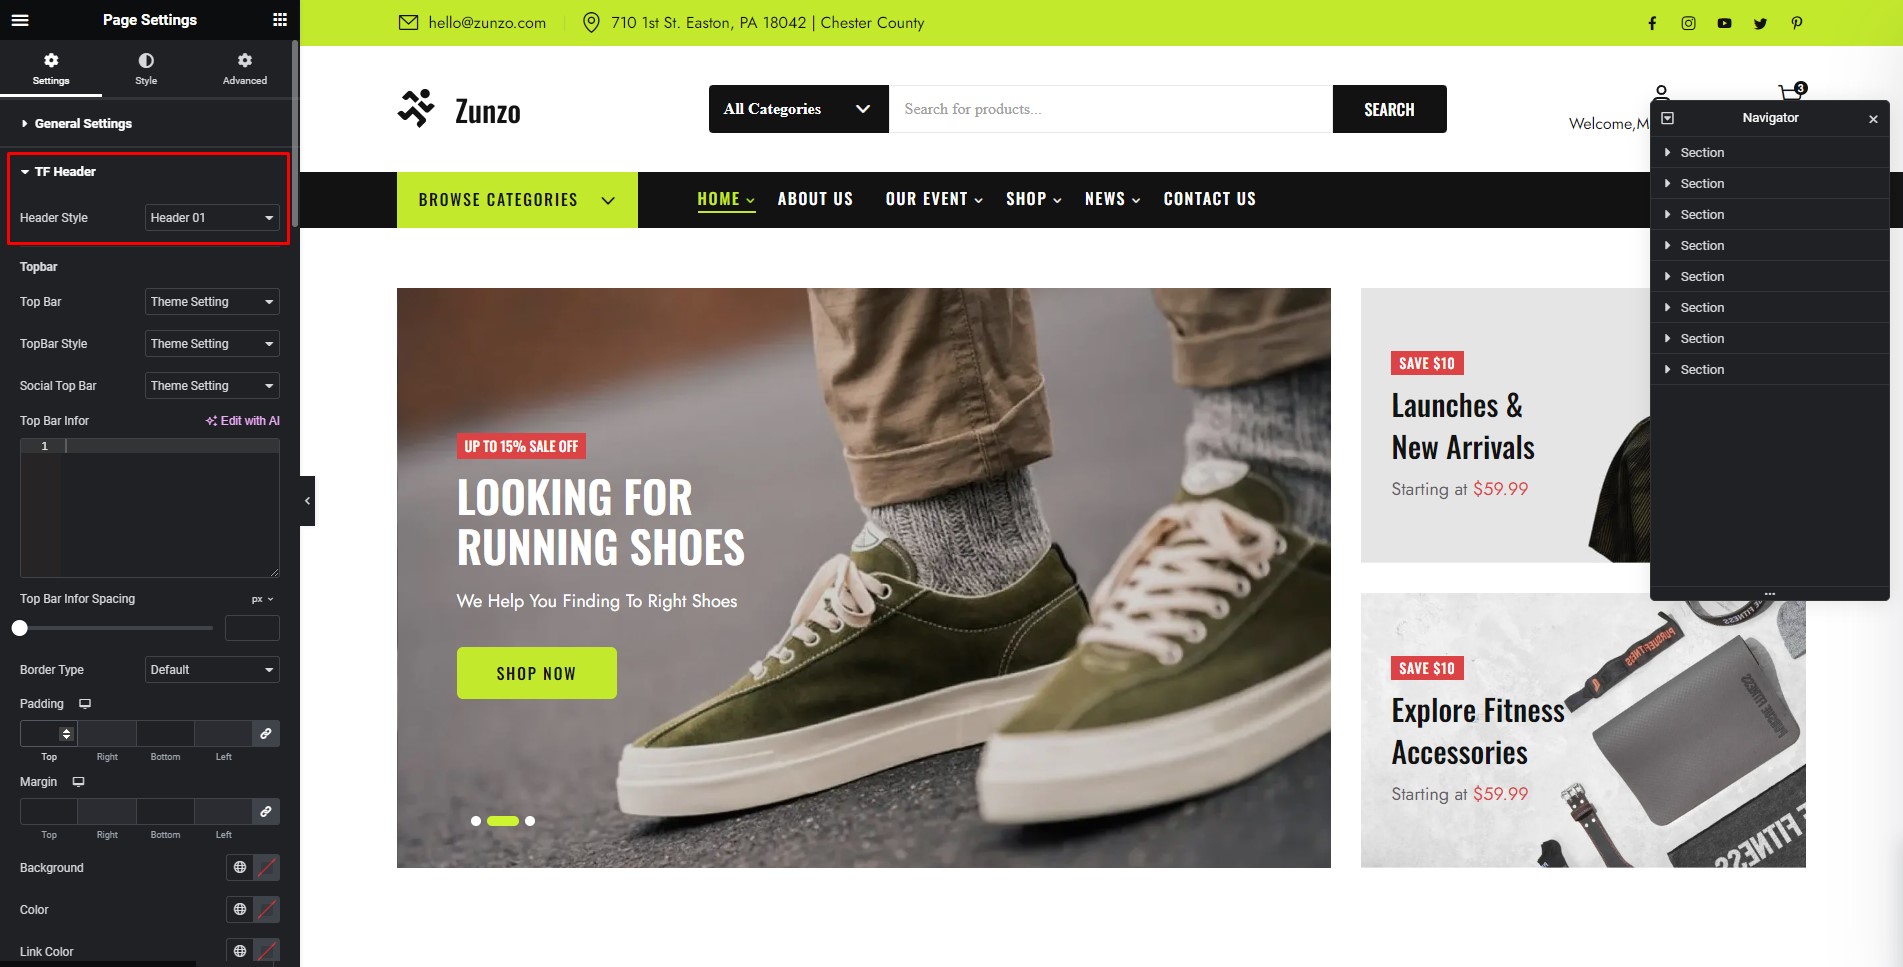 Page Settings
Settings
Style
Advanced
General Settings
TF Header
Header Style
Header 01
Topbar
Top Bar
Theme Setting
TopBar Style
Theme Setting
Social Top Bar
Theme Setting
Top Bar Infor
Edit with AI
1
Top Bar Infor Spacing
px
Border Type
Default
Padding
Top
Right
Bottom
Left
Margin
Top
Right
Bottom
Left
Background
Color
Link Color
hello@zunzo.com
710 1st St. Easton, PA 18042 | Chester County
Zunzo
All Categories
Search for products...
SEARCH
3
Welcome,M
BROWSE CATEGORIES
HOME
ABOUT US
OUR EVENT
SHOP
NEWS
CONTACT US
UP TO 15% SALE OFF
LOOKING FOR
RUNNING SHOES
We Help You Finding To Right Shoes
SHOP NOW
SAVE $10
Launches &
New Arrivals
Starting at $59.99
SAVE $10
Explore Fitness
Accessories
Starting at $59.99
Navigator
Section
Section
Section
Section
Section
Section
Section
Section